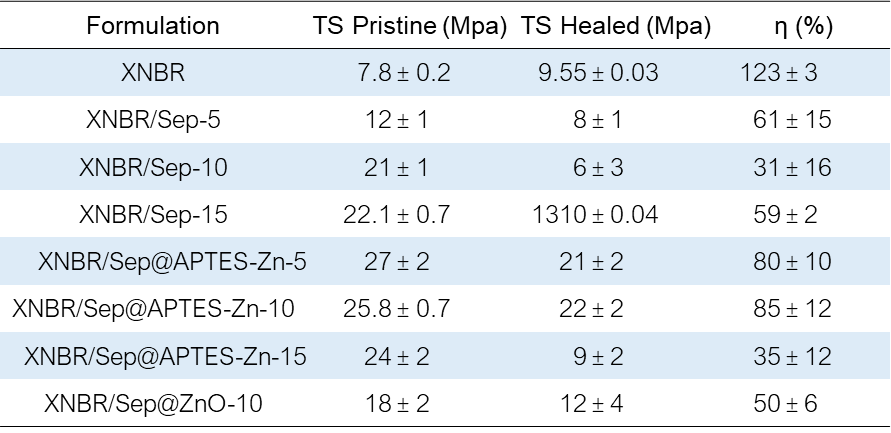 Formulation TS Pristine (Mpa) TS Healed (Mpa) η (%)
XNBR 7.8 ± 0.2 9.55 ± 0.03 123 ± 3
XNBR/Sep-5 12 ± 1 8 ± 1 61 ± 15
XNBR/Sep-10 21 ± 1 6 ± 3 31 ± 16
XNBR/Sep-15 22.1 ± 0.7 1310 ± 0.04 59 ± 2
XNBR/Sep@APTES-Zn-5 27 ± 2 21 ± 2 80 ± 10
XNBR/Sep@APTES-Zn-10 25.8 ± 0.7 22 ± 2 85 ± 12
XNBR/Sep@APTES-Zn-15 24 ± 2 9 ± 2 35 ± 12
XNBR/Sep@ZnO-10 18 ± 2 12 ± 4 50 ± 6